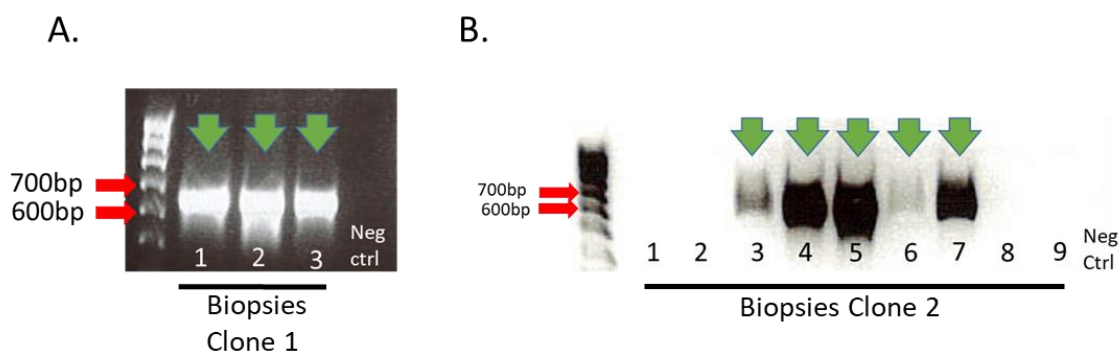 A.
700bp
600bp
1 2 3
Neg
ctrl
Biopsies
Clone 1
B.
700bp
600bp
1 2 3 4 5 6 7 8 9
Neg
Ctrl
Biopsies Clone 2